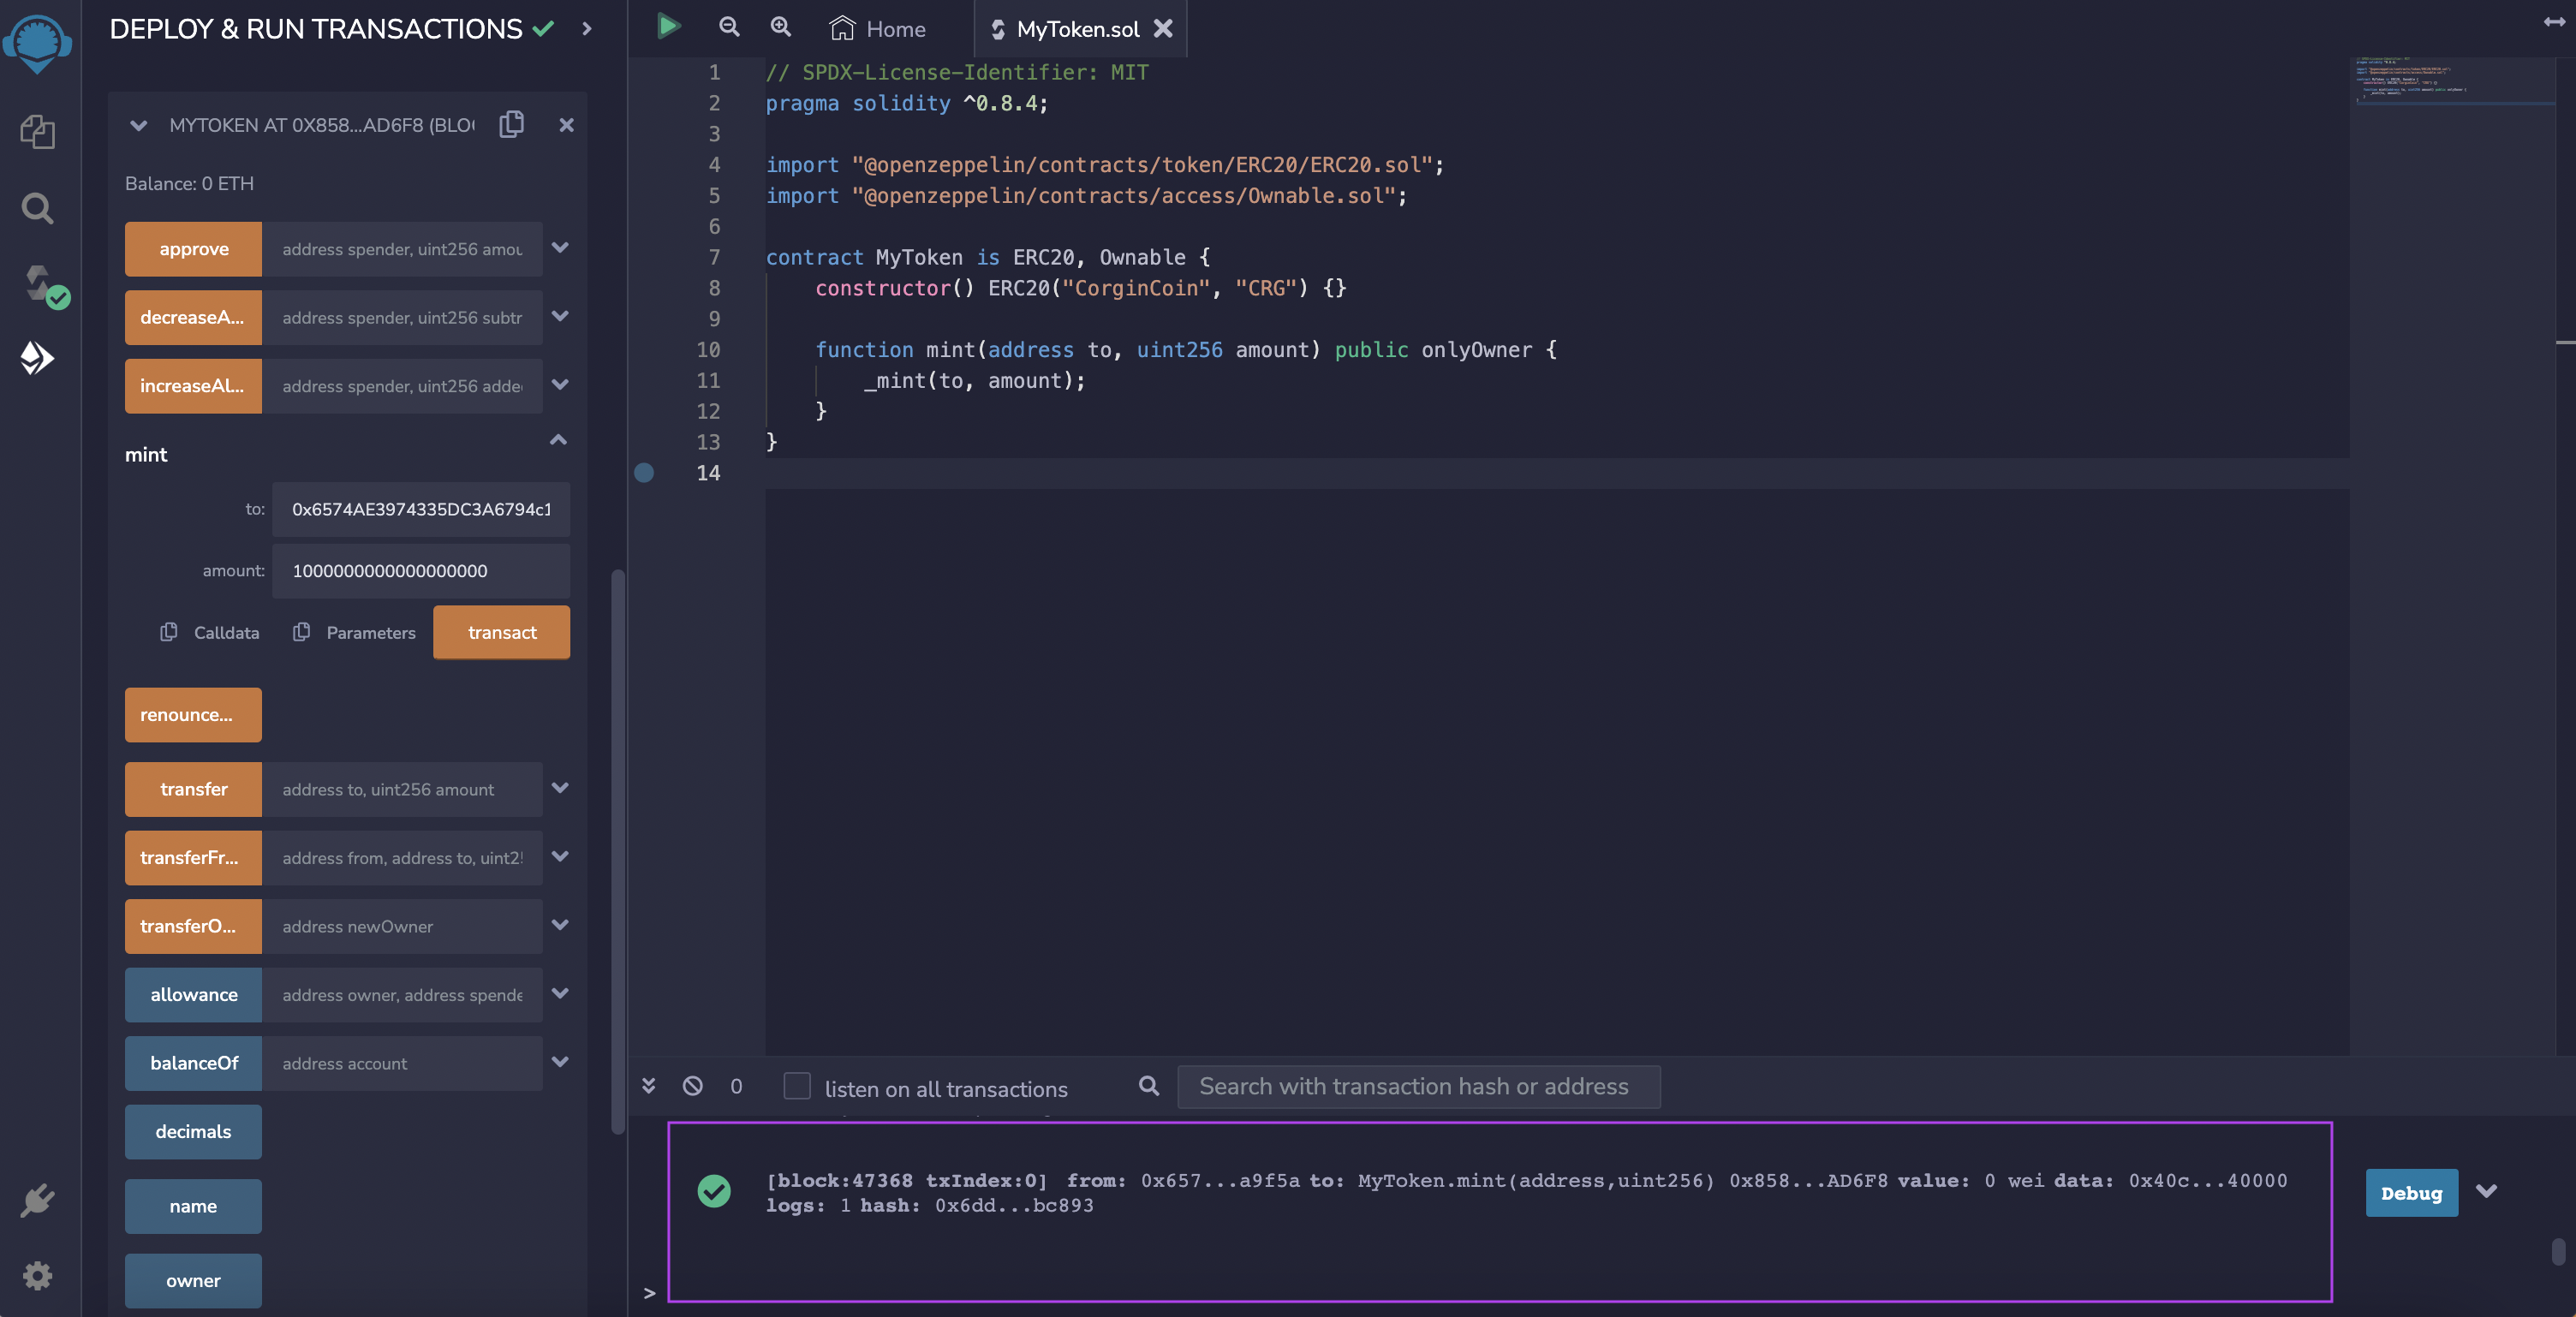 DEPLOY & RUN TRANSACTIONS
MYTOKEN AT 0X858...AD6F8 (BLO
Balance: 0 ETH
approve address spender, uint256 amou
decreaseA... address spender, uint256 subtr
increaseAl... address spender, uint256 adde
mint
to: 0x6574AE3974335DC3A6794c1
amount: 1000000000000000000
Calldata Parameters transact
renounce...
transfer address to, uint256 amount
transferFr... address from, address to, uint25
transferO... address newOwner
allowance address owner, address spende
balanceOf address account
decimals
name
owner
Home MyToken.sol
1 // SPDX-License-Identifier: MIT
2 pragma solidity ^0.8.4;
3
4 import "@openzeppelin/contracts/token/ERC20/ERC20.sol";
5 import "@openzeppelin/contracts/access/Ownable.sol";
6
7 contract MyToken is ERC20, Ownable {
8 constructor() ERC20("CorginCoin", "CRG") {}
9
10 function mint(address to, uint256 amount) public onlyOwner {
11 _mint(to, amount);
12 }
13 }
14
0 listen on all transactions Search with transaction hash or address
[block:47368 txIndex:0] from: 0x657...a9f5a to: MyToken.mint(address,uint256) 0x858...AD6F8 value: 0 wei data: 0x40c...40000
logs: 1 hash: 0x6dd...bc893
Debug
>